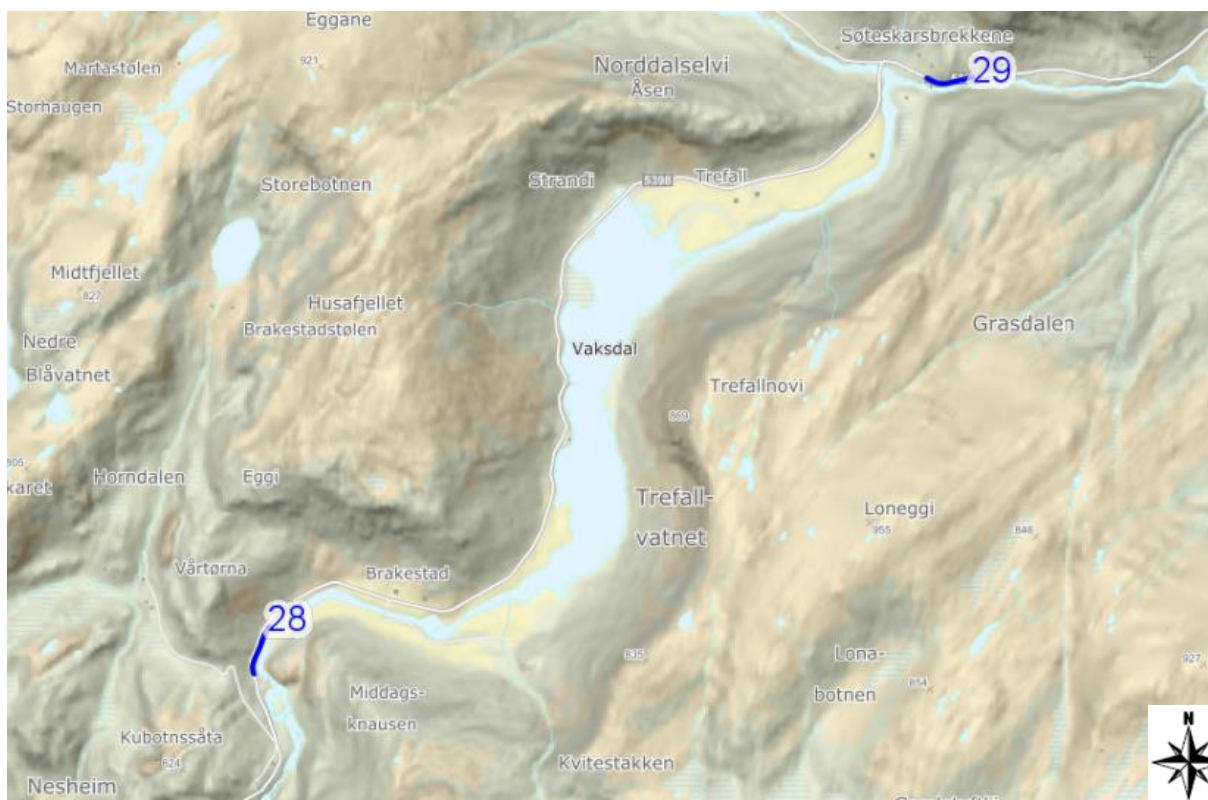 Eggane
Søteskarsbrekkene
921
Martastølen
Norddalselvi
29
Åsen
Storhaugen
Strandi
5398
Trefall
Storebotnen
Midtfjellet
827
Husafjellet
Brakestadstølen
Grasdalen
Nedre
Blåvatnet
Vaksdal
Trefallnovi
869
805
karet
Horndalen
Eggi
Trefall-
vatnet
Loneggi
955
846
Vårtørna
Brakestad
28
835
Lona-
botnen
854
927
Middags-
knausen
Kubotnssåta
624
Kvitestakken
Nesheim
N